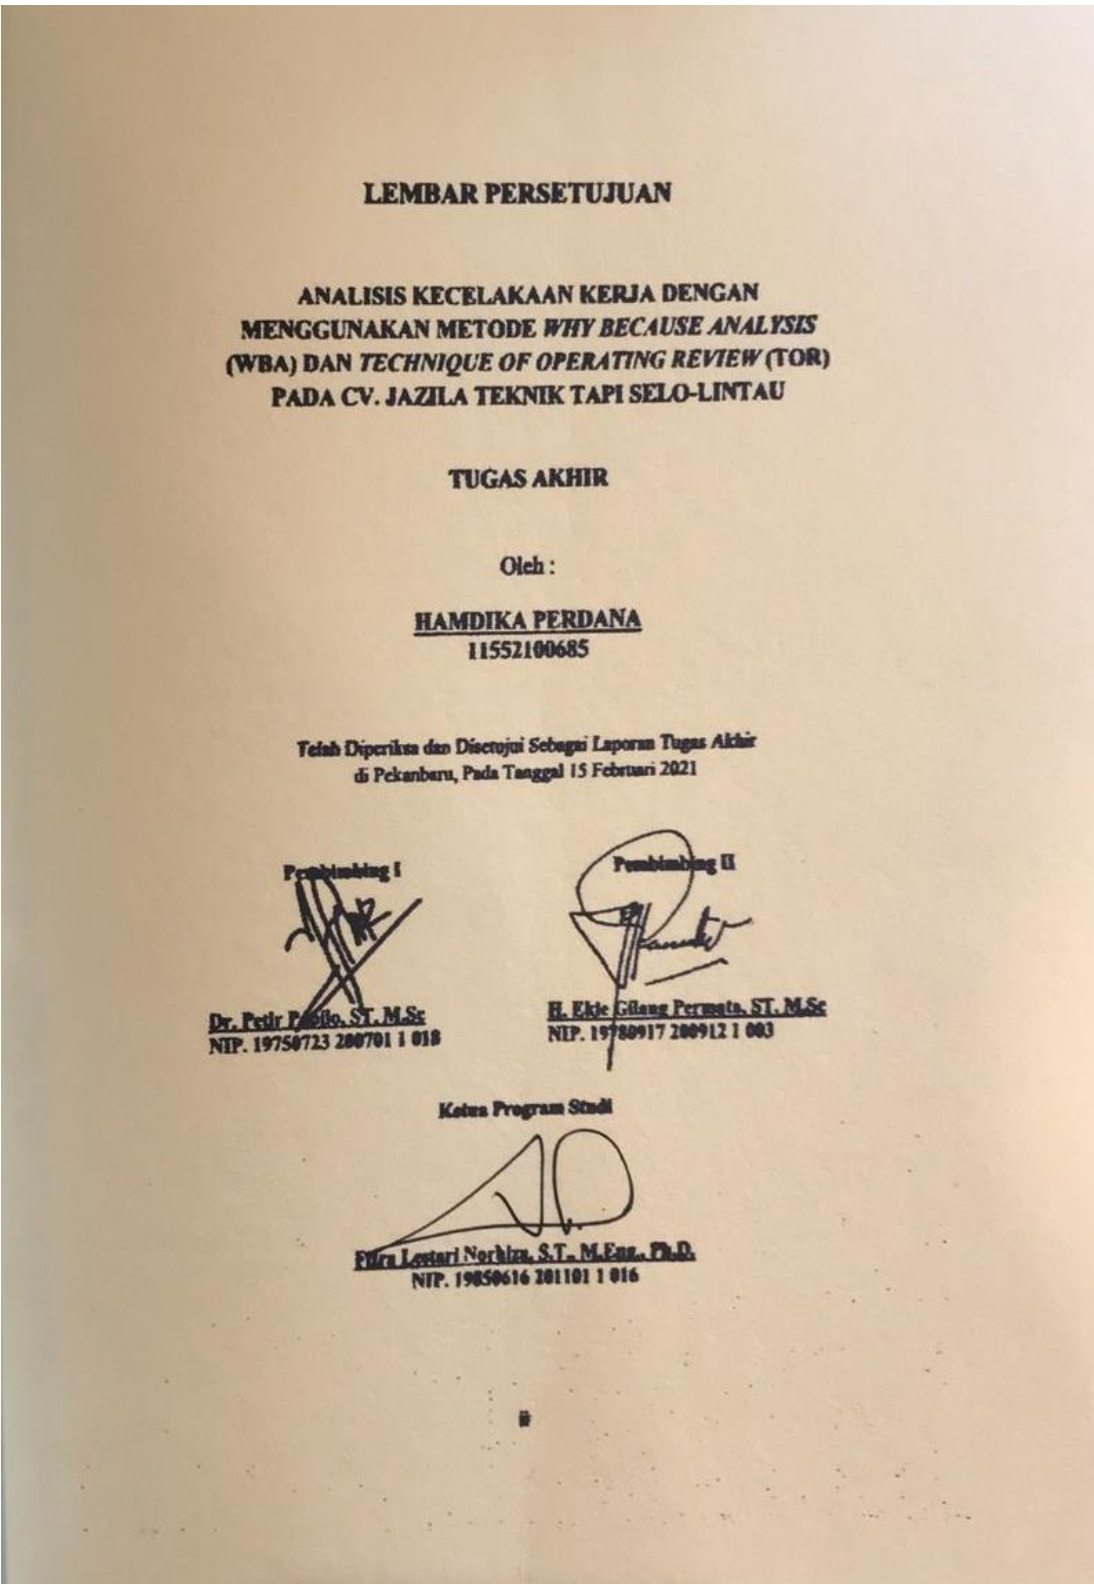 LEMBAR PERSETUJUAN
ANALISIS KECELAKAAN KERJA DENGAN
MENGGUNAKAN METODE WHY BECAUSE ANALYSIS
(WBA) DAN TECHNIQUE OF OPERATING REVIEW (TOR)
PADA CV. JAZILA TEKNIK TAPI SELO-LINTAU
TUGAS AKHIR
Oleh :
HAMDIKA PERDANA
11552100685
Telah Diperiksa dan Disetujui Sebagai Laporan Tugas Akhir
di Pekanbaru, Pada Tanggal 15 Februari 2021
Pembimbing I
Pembimbing II
Dr. Petir Papilo, ST. M.Sc
NIP. 19750723 200701 1 018
H. Ekie Gilang Permata, ST. M.Sc
NIP. 19780917 200912 1 003
Ketua Program Studi
Fitra Lestari Norhiza, S.T., M.Eng., Ph.D.
NIP. 19850616 201101 1 016
ii